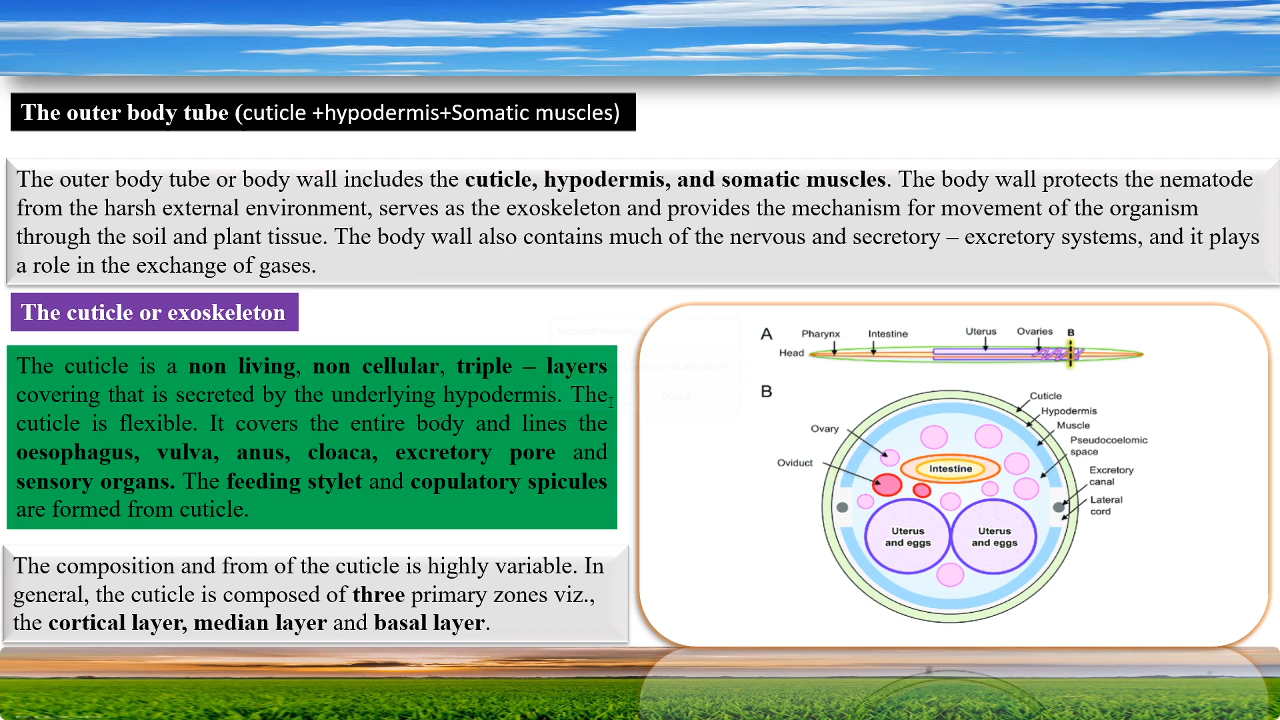 The outer body tube (cuticle +hypodermis+Somatic muscles)
The outer body tube or body wall includes the cuticle, hypodermis, and somatic muscles. The body wall protects the nematode
from the harsh external environment, serves as the exoskeleton and provides the mechanism for movement of the organism
through the soil and plant tissue. The body wall also contains much of the nervous and secretory – excretory systems, and it plays
a role in the exchange of gases.
The cuticle or exoskeleton
The cuticle is a non living, non cellular, triple – layers
covering that is secreted by the underlying hypodermis. The
cuticle is flexible. It covers the entire body and lines the
oesophagus, vulva, anus, cloaca, excretory pore and
sensory organs. The feeding stylet and copulatory spicules
are formed from cuticle.
The composition and from of the cuticle is highly variable. In
general, the cuticle is composed of three primary zones viz.,
the cortical layer, median layer and basal layer.
A
Pharynx
Intestine
Uterus
Ovaries
B
Head
B
Cuticle
Hypodermis
Muscle
Pseudocoelomic
space
Excretory
canal
Lateral
cord
Ovary
Oviduct
Intestine
Uterus
and eggs
Uterus
and eggs